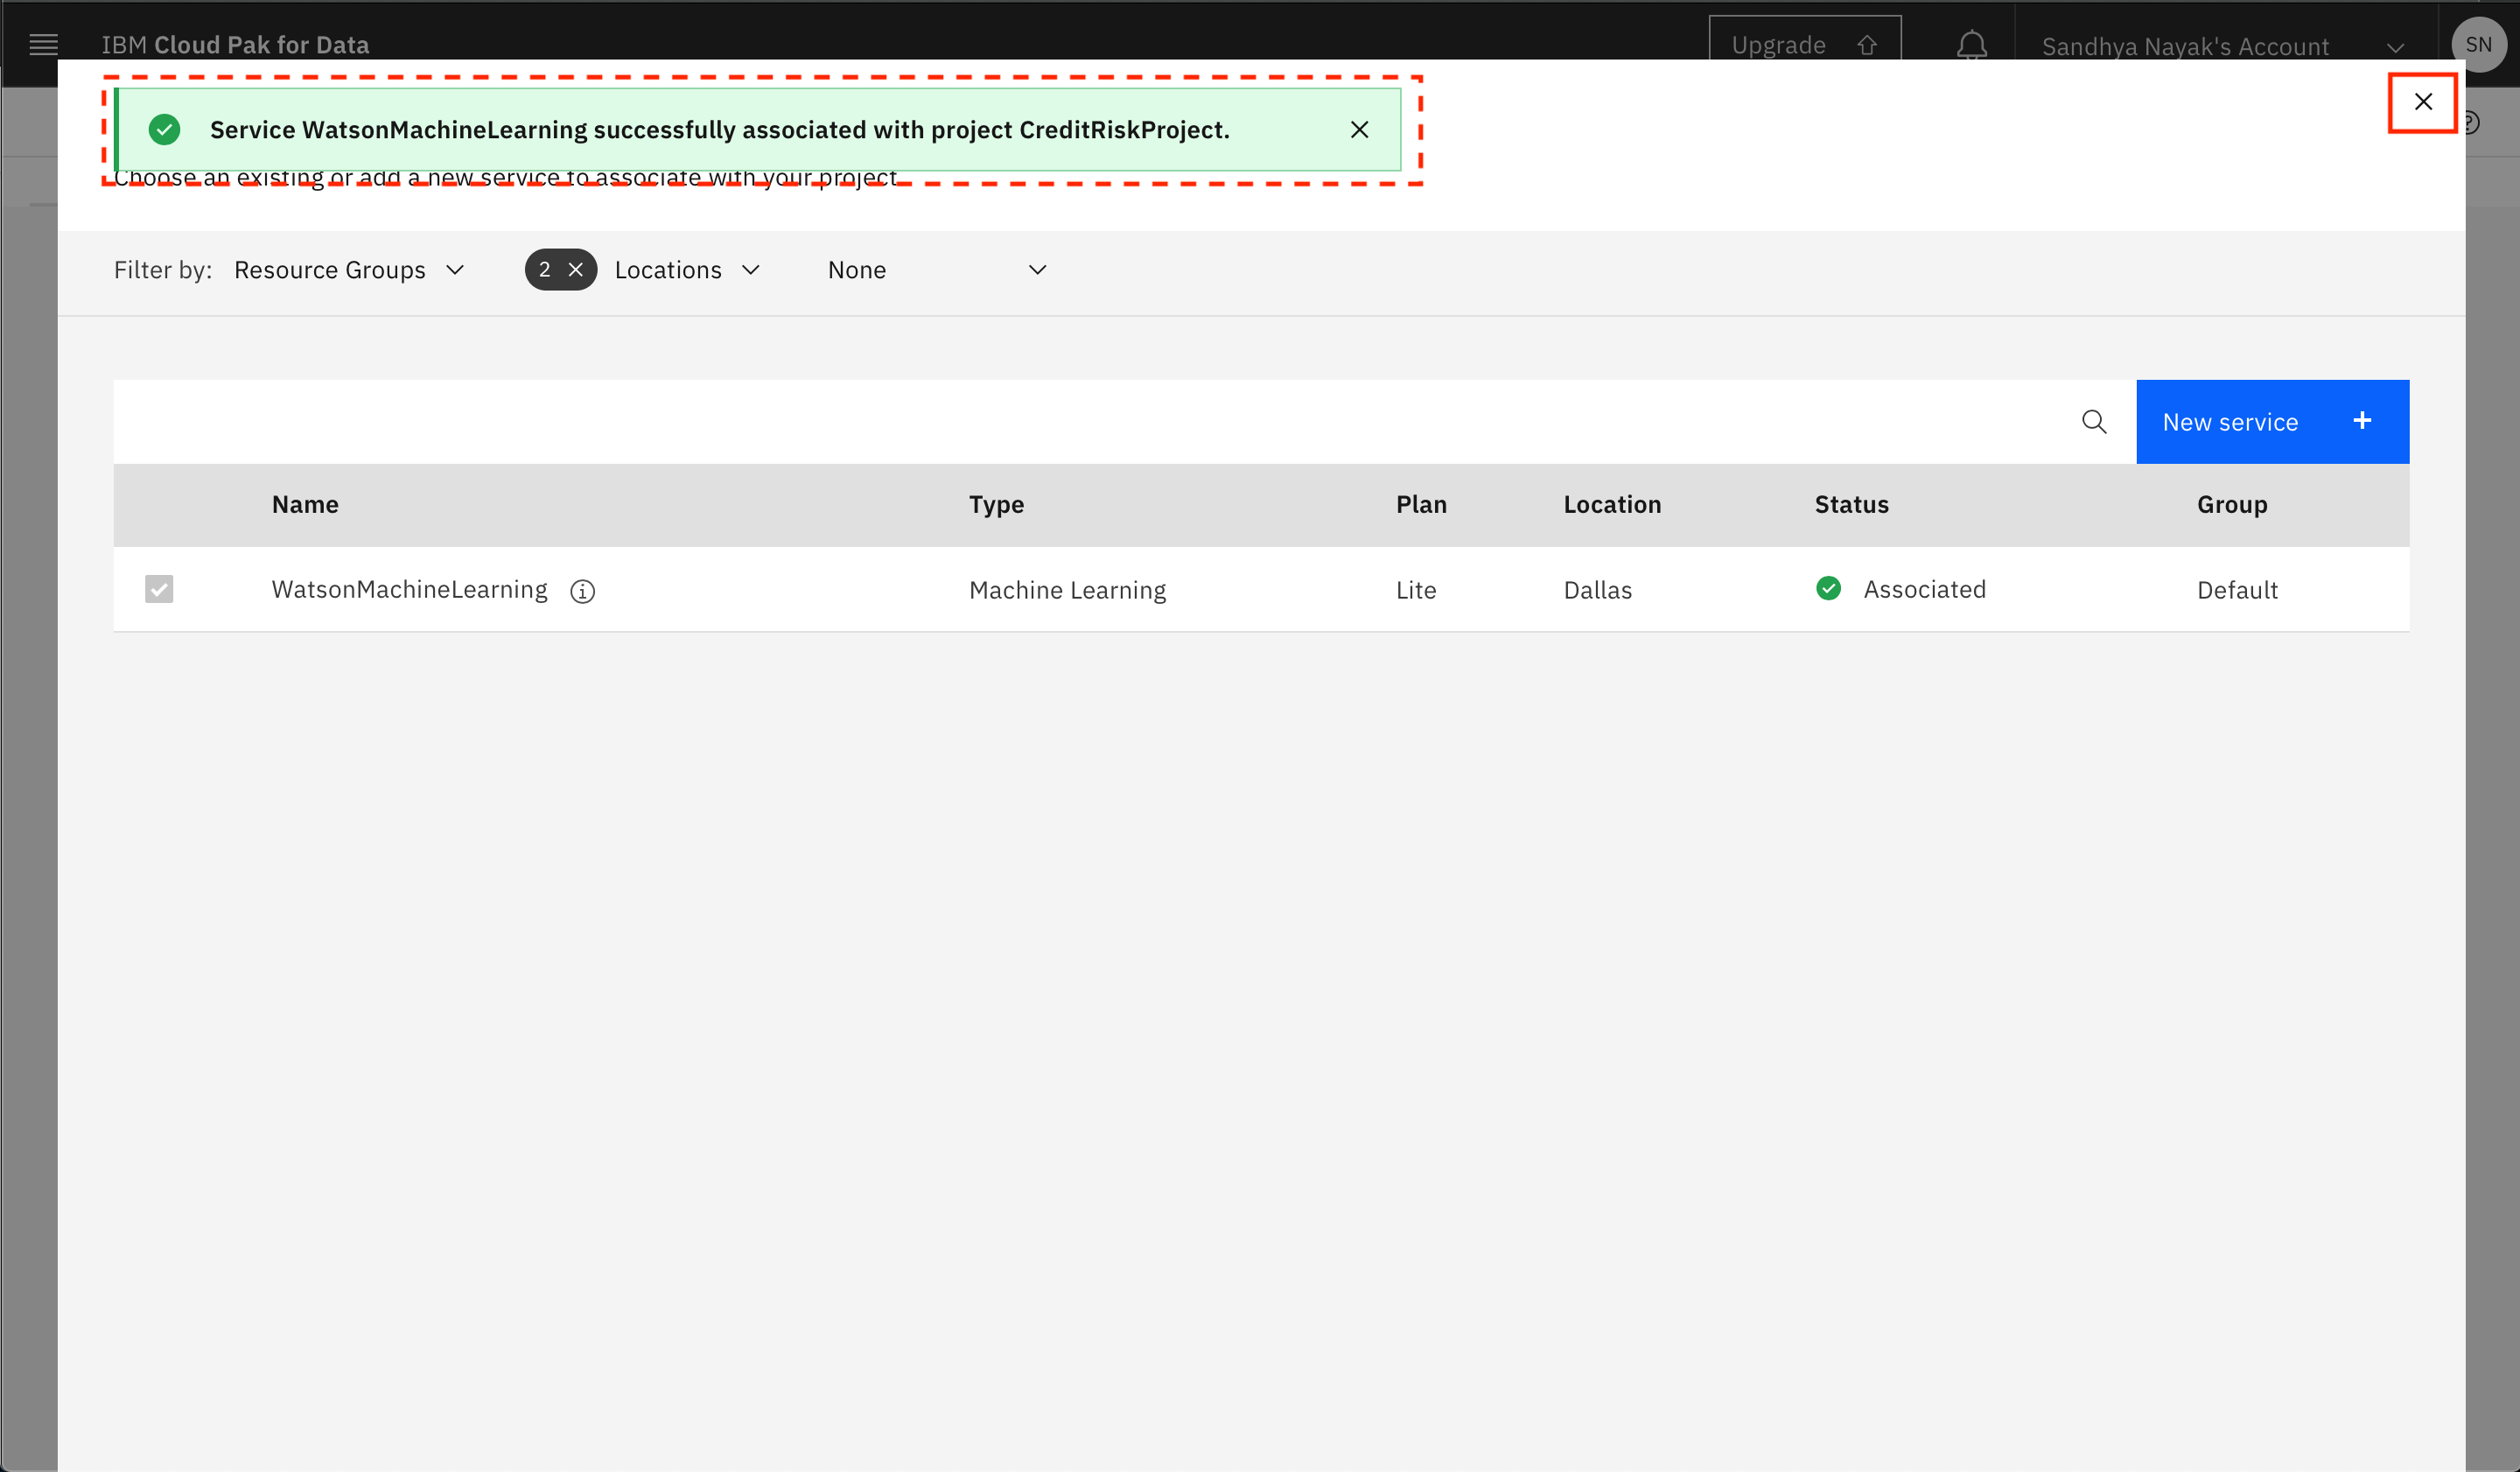 IBM Cloud Pak for Data
Upgrade
Sandhya Nayak's Account
SN
Service WatsonMachineLearning successfully associated with project CreditRiskProject.
Choose an existing or add a new service to associate with your project
Filter by: Resource Groups 2 Locations None
New service +
Name Type Plan Location Status Group
WatsonMachineLearning Machine Learning Lite Dallas Associated Default